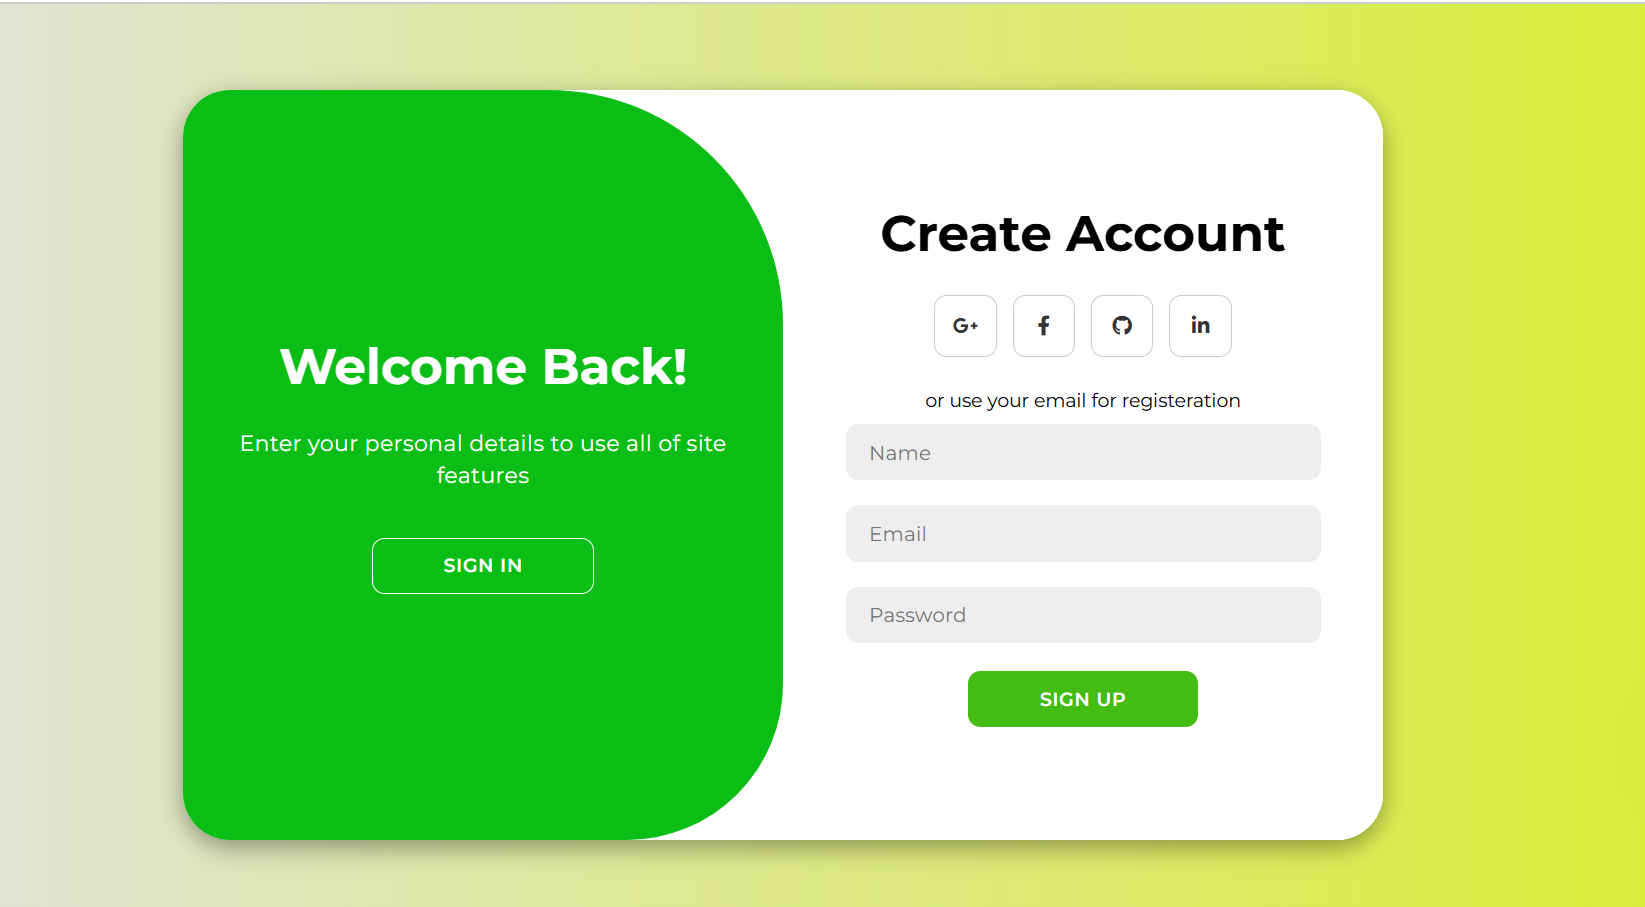 Welcome Back!
Enter your personal details to use all of site
features
SIGN IN
Create Account
G+
f
in
or use your email for registeration
Name
Email
Password
SIGN UP